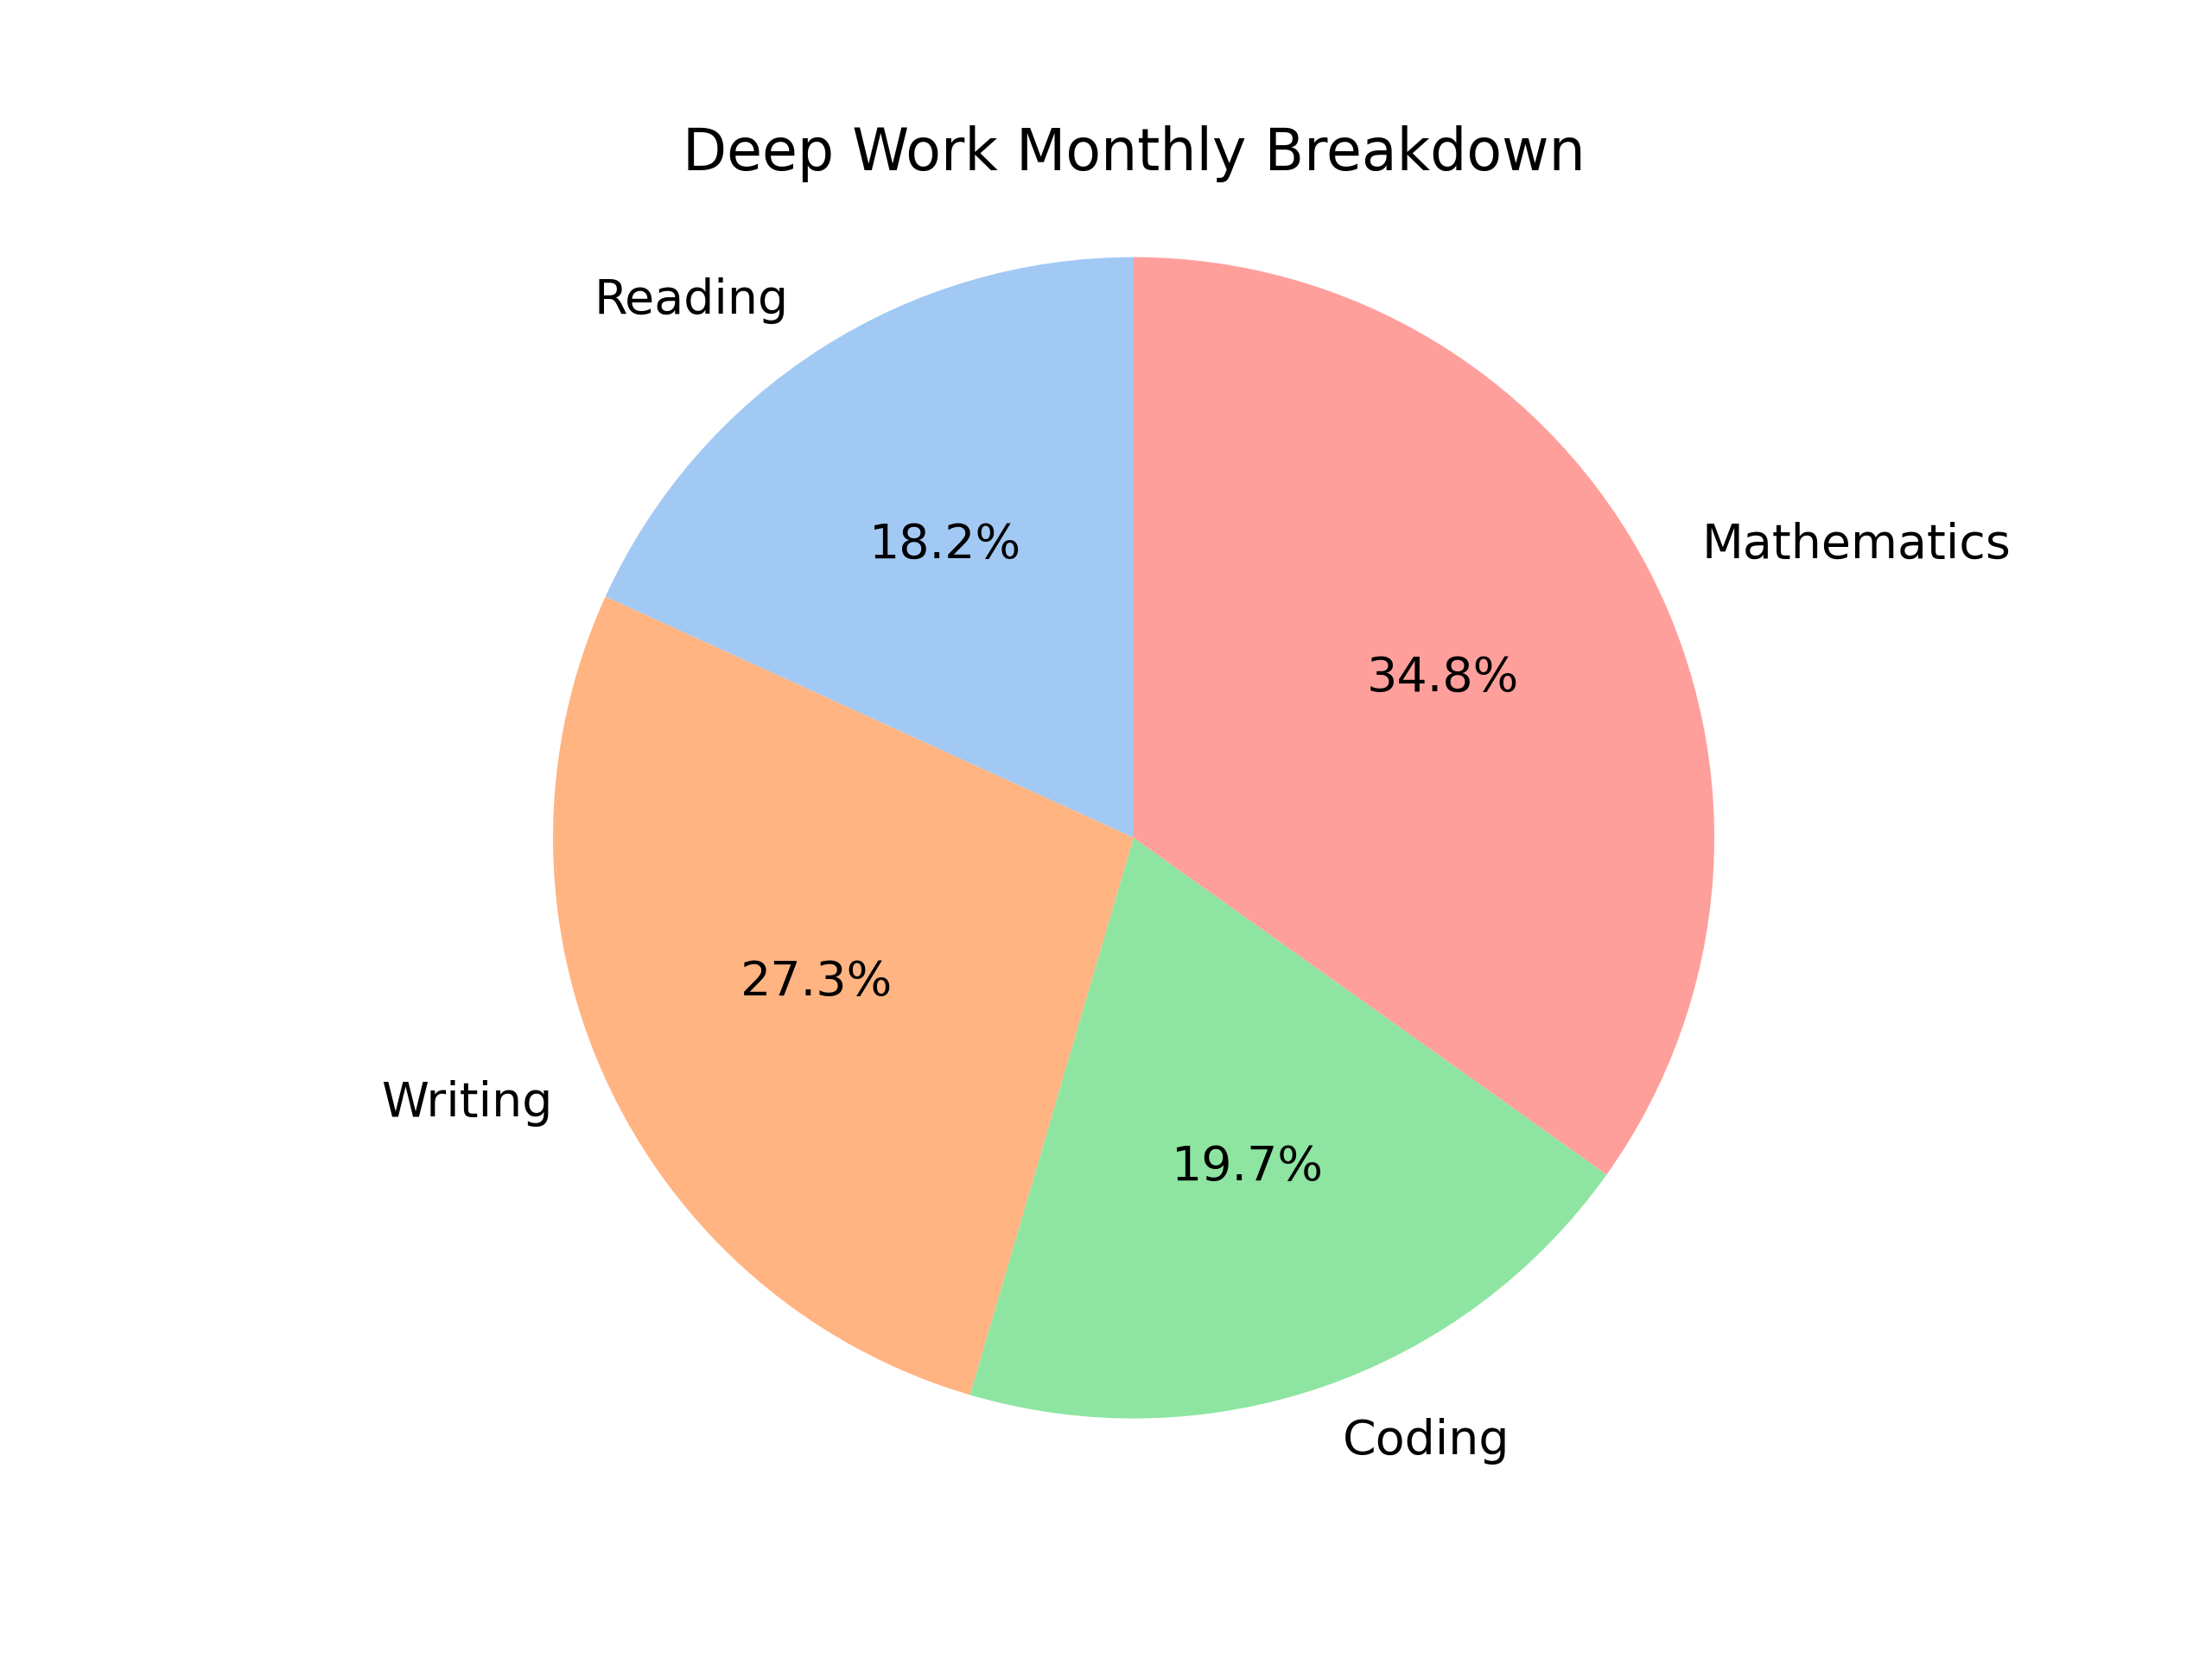 Deep Work Monthly Breakdown
Reading
18.2%
Mathematics
34.8%
27.3%
Writing
19.7%
Coding